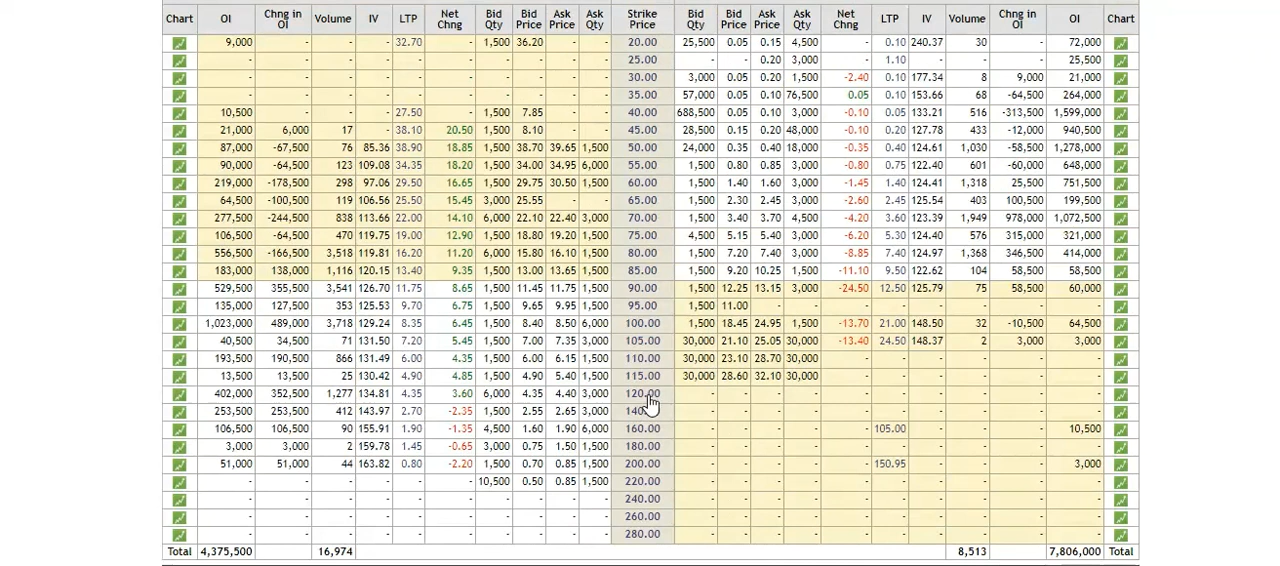 Chart OI Chng in OI Volume IV LTP Net Chng Bid Qty Bid Price Ask Price Ask Qty Strike Price Bid Qty Bid Price Ask Price Ask Qty Net Chng LTP IV Volume Chng in OI OI Chart
9,000 - - - 32.70 - 1,500 36.20 - - 20.00 25,500 0.05 0.15 4,500 - 0.10 240.37 30 - 72,000
- - - - - - - - - - 25.00 - - 0.20 3,000 - 1.10 - - - 25,500
- - - - - - - - - - 30.00 3,000 0.05 0.20 1,500 -2.40 0.10 177.34 8 9,000 21,000
- - - - - - - - - - 35.00 57,000 0.05 0.10 76,500 0.05 0.10 153.66 68 -64,500 264,000
10,500 - - - 27.50 - 1,500 7.85 - - 40.00 688,500 0.05 0.10 3,000 -0.10 0.05 133.21 516 -313,500 1,599,000
21,000 6,000 17 - 38.10 20.50 1,500 8.10 - - 45.00 28,500 0.15 0.20 48,000 -0.10 0.20 127.78 433 -12,000 940,500
87,000 -67,500 76 85.36 38.90 18.85 1,500 38.70 39.65 1,500 50.00 24,000 0.35 0.40 18,000 -0.35 0.40 124.61 1,030 -58,500 1,278,000
90,000 -64,500 123 109.08 34.35 18.20 1,500 34.00 34.95 6,000 55.00 1,500 0.80 0.85 3,000 -0.80 0.75 122.40 601 -60,000 648,000
219,000 -178,500 298 97.06 29.50 16.65 1,500 29.75 30.50 1,500 60.00 1,500 1.40 1.60 3,000 -1.45 1.40 124.41 1,318 25,500 751,500
64,500 -100,500 119 106.56 25.50 15.45 3,000 25.55 - - 65.00 1,500 2.30 2.45 3,000 -2.60 2.45 125.54 403 100,500 199,500
277,500 -244,500 838 113.66 22.00 14.10 6,000 22.10 22.40 3,000 70.00 1,500 3.40 3.70 4,500 -4.20 3.60 123.39 1,949 978,000 1,072,500
106,500 -64,500 470 119.75 19.00 12.90 1,500 18.80 19.20 1,500 75.00 4,500 5.15 5.40 3,000 -6.20 5.30 124.40 576 315,000 321,000
556,500 -166,500 3,518 119.81 16.20 11.20 6,000 15.80 16.10 1,500 80.00 1,500 7.20 7.40 3,000 -8.85 7.40 124.97 1,368 346,500 414,000
183,000 138,000 1,116 120.15 13.40 9.35 1,500 13.00 13.65 1,500 85.00 1,500 9.20 10.25 1,500 -11.10 9.50 122.62 104 58,500 58,500
529,500 355,500 3,541 126.70 11.75 8.65 1,500 11.45 11.75 1,500 90.00 1,500 12.25 13.15 3,000 -24.50 12.50 125.79 75 58,500 60,000
135,000 127,500 353 125.53 9.70 6.75 1,500 9.65 9.95 1,500 95.00 1,500 11.00 - - - - - - - -
1,023,000 489,000 3,718 129.24 8.35 6.45 1,500 8.40 8.50 6,000 100.00 1,500 18.45 24.95 1,500 -13.70 21.00 148.50 32 -10,500 64,500
40,500 34,500 71 131.50 7.20 5.45 1,500 7.00 7.35 3,000 105.00 30,000 21.10 25.05 30,000 -13.40 24.50 148.37 2 3,000 3,000
193,500 190,500 866 131.49 6.00 4.35 1,500 6.00 6.15 1,500 110.00 30,000 23.10 28.70 30,000 - - - - - -
13,500 13,500 25 130.42 4.90 4.85 1,500 4.90 5.40 1,500 115.00 30,000 28.60 32.10 30,000 - - - - - -
402,000 352,500 1,277 134.81 4.35 3.60 6,000 4.35 4.40 3,000 120.00 - - - - - - - - - -
253,500 253,500 412 143.97 2.70 -2.35 1,500 2.55 2.65 3,000 - - - - - - - - - -
106,500 106,500 90 155.91 1.90 -1.35 4,500 1.60 1.90 6,000 160.00 - - - - - 105.00 - - - 10,500
3,000 3,000 2 159.78 1.45 -0.65 3,000 0.75 1.50 1,500 180.00 - - - - - - - - - -
51,000 51,000 44 163.82 0.80 -2.20 1,500 0.70 0.85 1,500 200.00 - - - - - 150.95 - - - 3,000
- - - - - - 10,500 0.50 0.85 1,500 220.00 - - - - - - - - - -
- - - - - - - - - - 240.00 - - - - - - - - - -
- - - - - - - - - - 260.00 - - - - - - - - - -
- - - - - - - - - - 280.00 - - - - - - - - - -
Total 4,375,500 16,974 8,513 7,806,000 Total